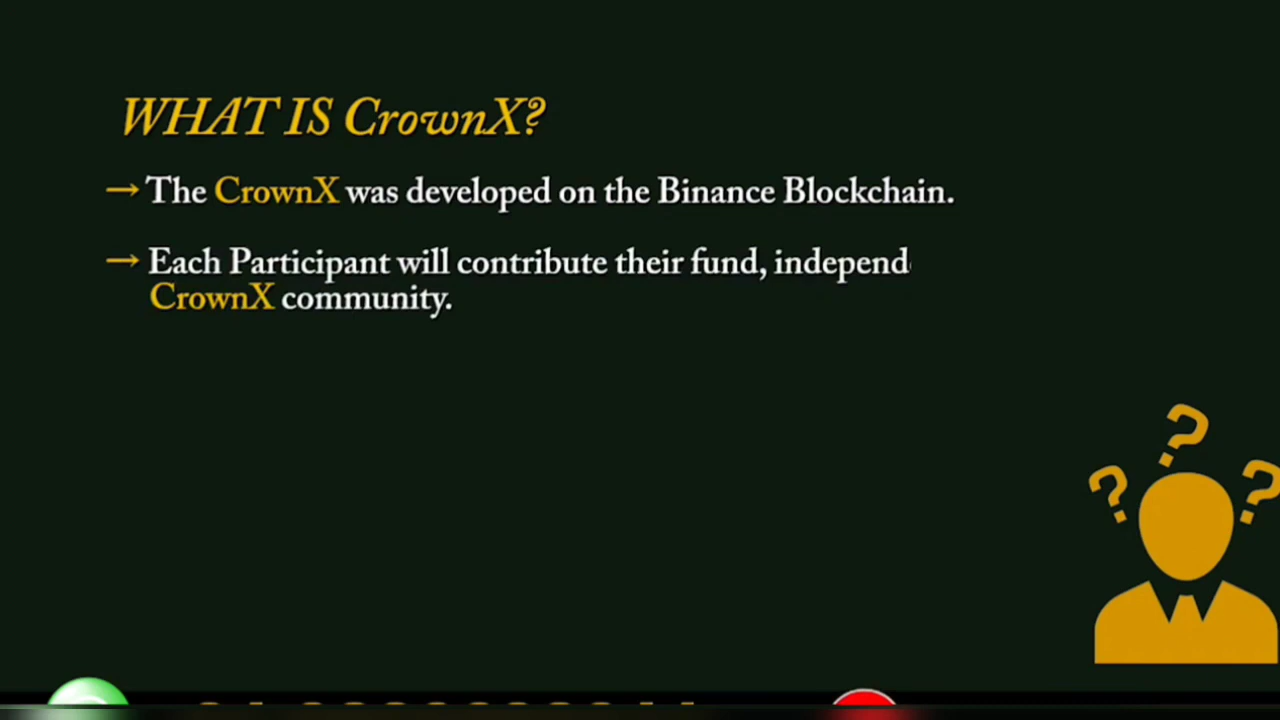 WHAT IS CrownX?
→ The CrownX was developed on the Binance Blockchain.
→ Each Participant will contribute their fund, independ
CrownX community.
? ? ?